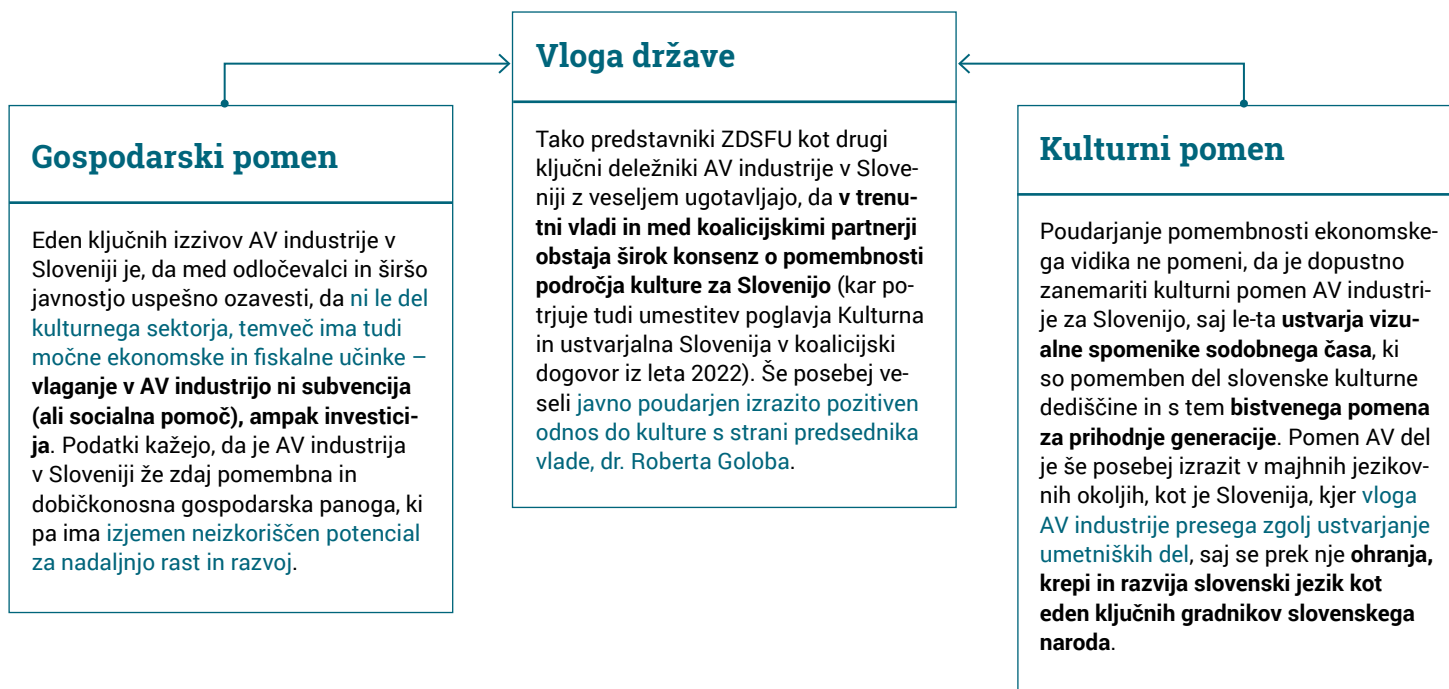 Gospodarski pomen
Eden ključnih izzivov AV industrije v
Sloveniji je, da med odločevalci in širšo
javnostjo uspešno ozavesti, da ni le del
kulturnega sektorja, temveč ima tudi
močne ekonomske in fiskalne učinke –
vlaganje v AV industrijo ni subvencija
(ali socialna pomoč), ampak investici-
ja. Podatki kažejo, da je AV industrija
v Sloveniji že zdaj pomembna in
dobičkonosna gospodarska panoga, ki
pa ima izjemen neizkoriščen potencial
za nadaljnjo rast in razvoj.
Vloga države
Tako predstavniki ZDSFU kot drugi
ključni deležniki AV industrije v Slove-
niji z veseljem ugotavljajo, da v trenu-
tni vladi in med koalicijskimi partnerji
obstaja širok konsenz o pomembnosti
področja kulture za Slovenijo (kar po-
trjuje tudi umestitev poglavja Kulturna
in ustvarjalna Slovenija v koalicijski
dogovor iz leta 2022). Še posebej ve-
seli javno poudarjen izrazito pozitiven
odnos do kulture s strani predsednika
vlade, dr. Roberta Goloba.
Kulturni pomen
Poudarjanje pomembnosti ekonomske-
ga vidika ne pomeni, da je dopustno
zanemariti kulturni pomen AV industri-
je za Slovenijo, saj le-ta ustvarja vizu-
alne spomenike sodobnega časa, ki
so pomemben del slovenske kulturne
dediščine in s tem bistvenega pomena
za prihodnje generacije. Pomen AV del
je še posebej izrazit v majhnih jezikov-
nih okoljih, kot je Slovenija, kjer vloga
AV industrije presega zgolj ustvarjanje
umetniških del, saj se prek nje ohranja,
krepi in razvija slovenski jezik kot
eden ključnih gradnikov slovenskega
naroda.